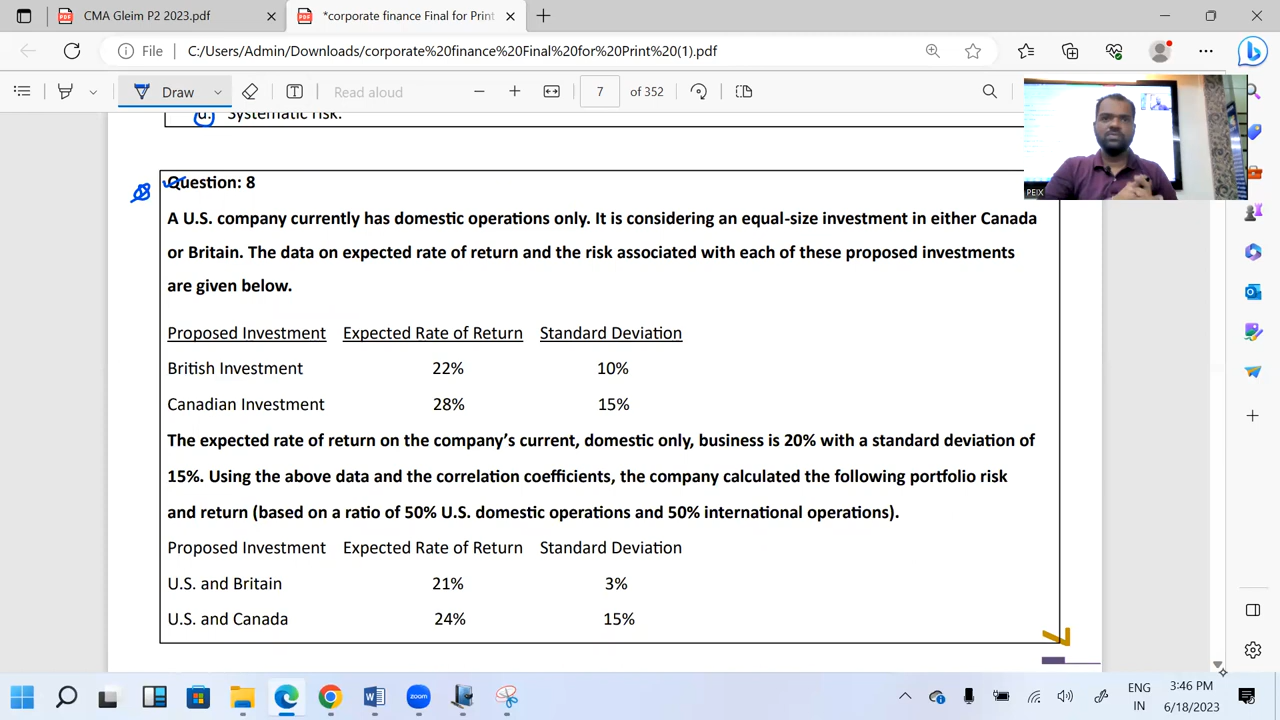 CMA Gleim P2 2023.pdf
*corporate finance Final for Print
File
C:/Users/Admin/Downloads/corporate%20finance%20Final%20for%20Print%20(1).pdf
Draw
Read aloud
7
of 352
d. Systematic risk.
PEIX
Question: 8
A U.S. company currently has domestic operations only. It is considering an equal-size investment in either Canada
or Britain. The data on expected rate of return and the risk associated with each of these proposed investments
are given below.
Proposed Investment Expected Rate of Return Standard Deviation
British Investment 22% 10%
Canadian Investment 28% 15%
The expected rate of return on the company’s current, domestic only, business is 20% with a standard deviation of
15%. Using the above data and the correlation coefficients, the company calculated the following portfolio risk
and return (based on a ratio of 50% U.S. domestic operations and 50% international operations).
Proposed Investment Expected Rate of Return Standard Deviation
U.S. and Britain 21% 3%
U.S. and Canada 24% 15%
zoom
ENG
IN
3:46 PM
6/18/2023